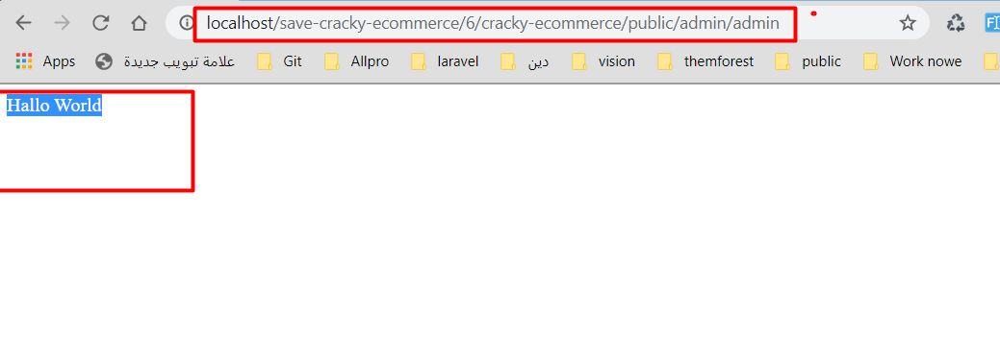 localhost/save-cracky-ecommerce/6/cracky-ecommerce/public/admin/admin
Apps علامة تبويب جديدة Git Allpro laravel دين vision themforest public Work nowe
Hallo World